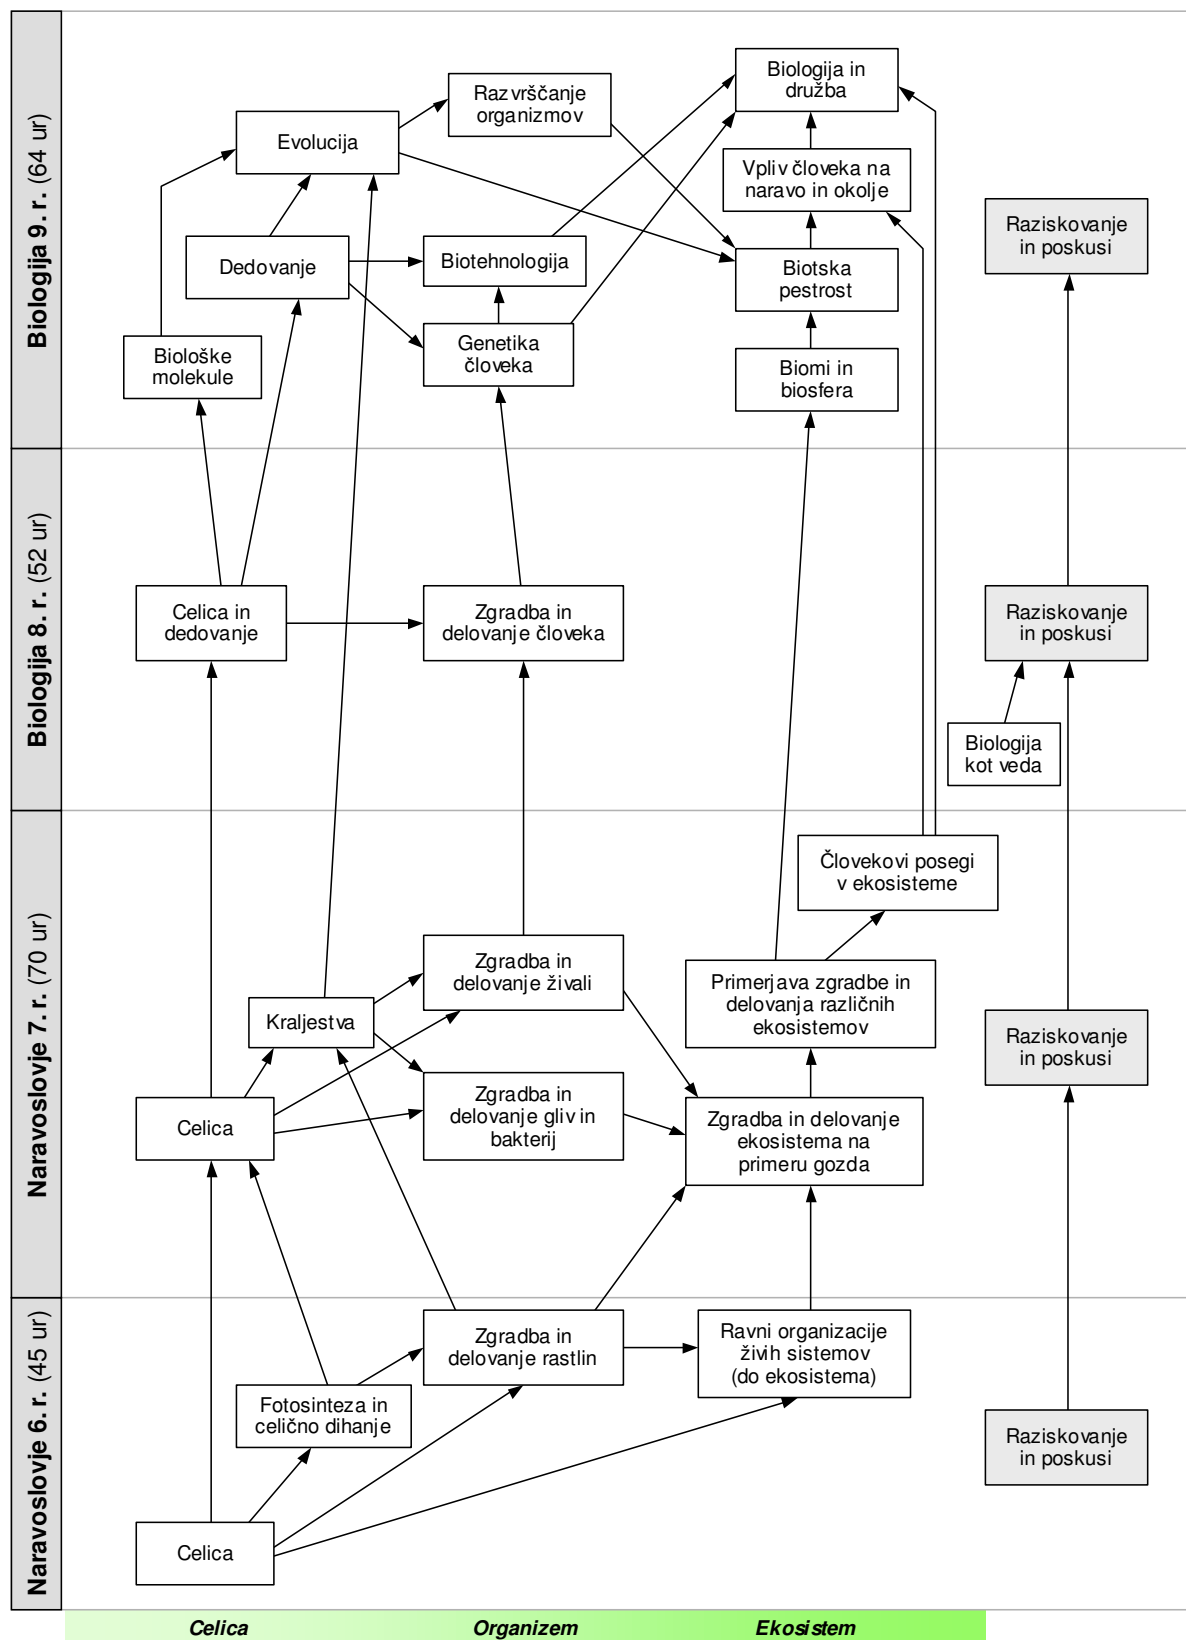 Biologija 9. r. (64 ur)
Biologija in
družba
Razvrščanje
organizmov
Evolucija
Vpliv človeka na
naravo in okolje
Raziskovanje
in poskusi
Dedovanje
Biotehnologija
Biotska
pestrost
Biološke
molekule
Genetika
človeka
Biomi in
biosfera
Biologija 8. r. (52 ur)
Celica in
dedovanje
Zgradba in
delovanje človeka
Raziskovanje
in poskusi
Biologija
kot veda
Naravoslovje 7. r. (70 ur)
Človekovi posegi
v ekosisteme
Zgradba in
delovanje živali
Primerjava zgradbe in
delovanja različnih
ekosistemov
Kraljestva
Raziskovanje
in poskusi
Celica
Zgradba in
delovanje gliv in
bakterij
Zgradba in delovanje
ekosistema na
primeru gozda
Naravoslovje 6. r. (45 ur)
Zgradba in
delovanje rastlin
Ravni organizacije
živih sistemov
(do ekosistema)
Fotosinteza in
celično dihanje
Raziskovanje
in poskusi
Celica
Celica
Organizem
Ekosistem